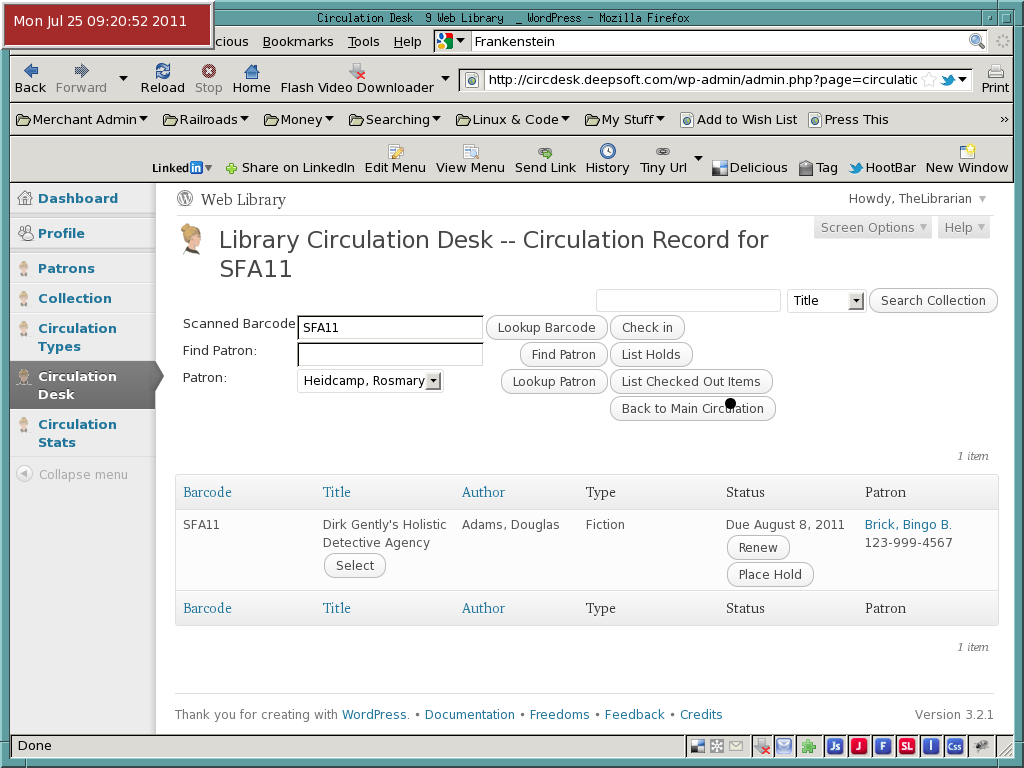 Mon Jul 25 09:20:52 2011
Circulation Desk 9 Web Library _ WordPress - Mozilla Firefox
cious Bookmarks Tools Help Frankenstein
Back Forward Reload Stop Home Flash Video Downloader http://circdesk.deepsoft.com/wp-admin/admin.php?page=circulatic Print
Merchant Admin Railroads Money Searching Linux & Code My Stuff Add to Wish List Press This »
Linked in Share on LinkedIn Edit Menu View Menu Send Link History Tiny Url Delicious Tag HootBar New Window
Dashboard
Profile
Patrons
Collection
Circulation
Types
Circulation
Desk
Circulation
Stats
Collapse menu
Web Library Howdy, TheLibrarian
Screen Options Help
Library Circulation Desk -- Circulation Record for
SFA11
Title Search Collection
Scanned Barcode SFA11 Lookup Barcode Check in
Find Patron: Find Patron List Holds
Patron: Heidcamp, Rosmary Lookup Patron List Checked Out Items
Back to Main Circulation
1 item
Barcode Title Author Type Status Patron
SFA11 Dirk Gently's Holistic Adams, Douglas Fiction Due August 8, 2011 Brick, Bingo B.
Detective Agency 123-999-4567
Select Renew
Place Hold
Barcode Title Author Type Status Patron
1 item
Thank you for creating with WordPress. • Documentation • Freedoms • Feedback • Credits Version 3.2.1
Done Js J F SL I Css